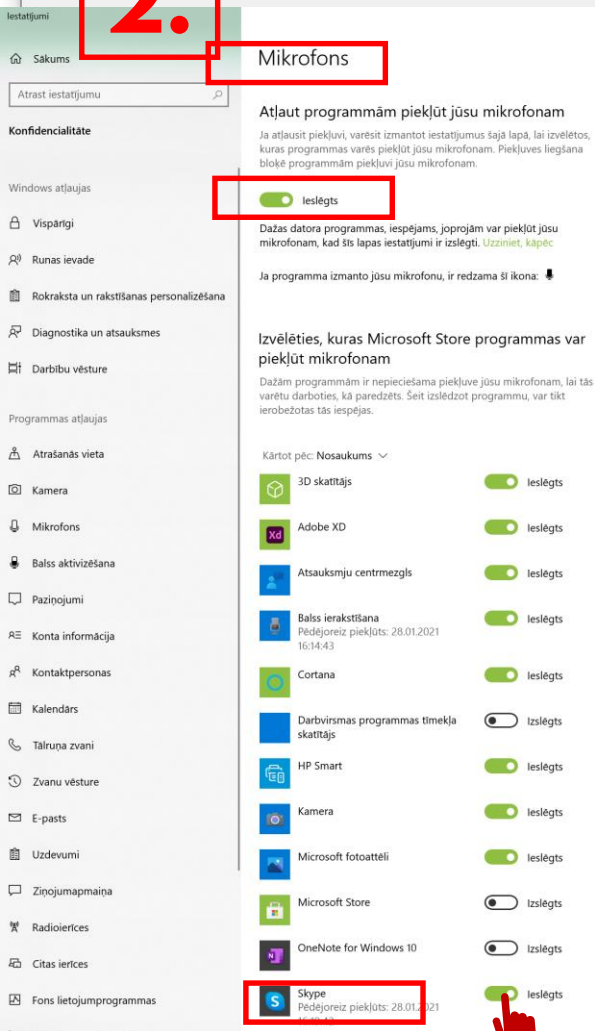 Iestatījumi
2.
Sākums
Atrast iestatījumu
Konfidencialitāte
Windows atļaujas
Vispārīgi
Runas ievade
Rokraksta un rakstīšanas personalizēšana
Diagnostika un atsauksmes
Darbību vēsture
Programmas atļaujas
Atrašanās vieta
Kamera
Mikrofons
Balss aktivizēšana
Paziņojumi
Konta informācija
Kontaktpersonas
Kalendārs
Tālruņa zvani
Zvanu vēsture
E-pasts
Uzdevumi
Ziņojumapmaiņa
Radioierīces
Citas ierīces
Fons lietojumprogrammas
Mikrofons
Atļaut programmām piekļūt jūsu mikrofonam
Ja atļausit piekļuvi, varēsit izmantot iestatījumus šajā lapā, lai izvēlētos,
kuras programmas varēs piekļūt jūsu mikrofonam. Piekļuves liegšana
bloķē programmām piekļuvi jūsu mikrofonam.
Ieslēgts
Dažas datora programmas, iespējams, joprojām var piekļūt jūsu
mikrofonam, kad šīs lapas iestatījumi ir izslēgti. Uzziniet, kāpēc
Ja programma izmanto jūsu mikrofonu, ir redzama šī ikona:
Izvēlēties, kuras Microsoft Store programmas var
piekļūt mikrofonam
Dažām programmām ir nepieciešama piekļuve jūsu mikrofonam, lai tās
varētu darboties, kā paredzēts. Šeit izslēdzot programmu, var tikt
ierobežotas tās iespējas.
Kārtot pēc: Nosaukums
3D skatītājs Ieslēgts
Xd Adobe XD Ieslēgts
Atsauksmju centrmezgls Ieslēgts
Balss ierakstīšana Ieslēgts
Pēdējoreiz piekļūts: 28.01.2021
16:14:43
Cortana Ieslēgts
Darbvirsmas programmas tīmekļa Izslēgts
skatītājs
HP Smart Ieslēgts
Kamera Ieslēgts
Microsoft fotoattēli Ieslēgts
Microsoft Store Izslēgts
N OneNote for Windows 10 Izslēgts
S Skype Ieslēgts
Pēdējoreiz piekļūts: 28.01.2021